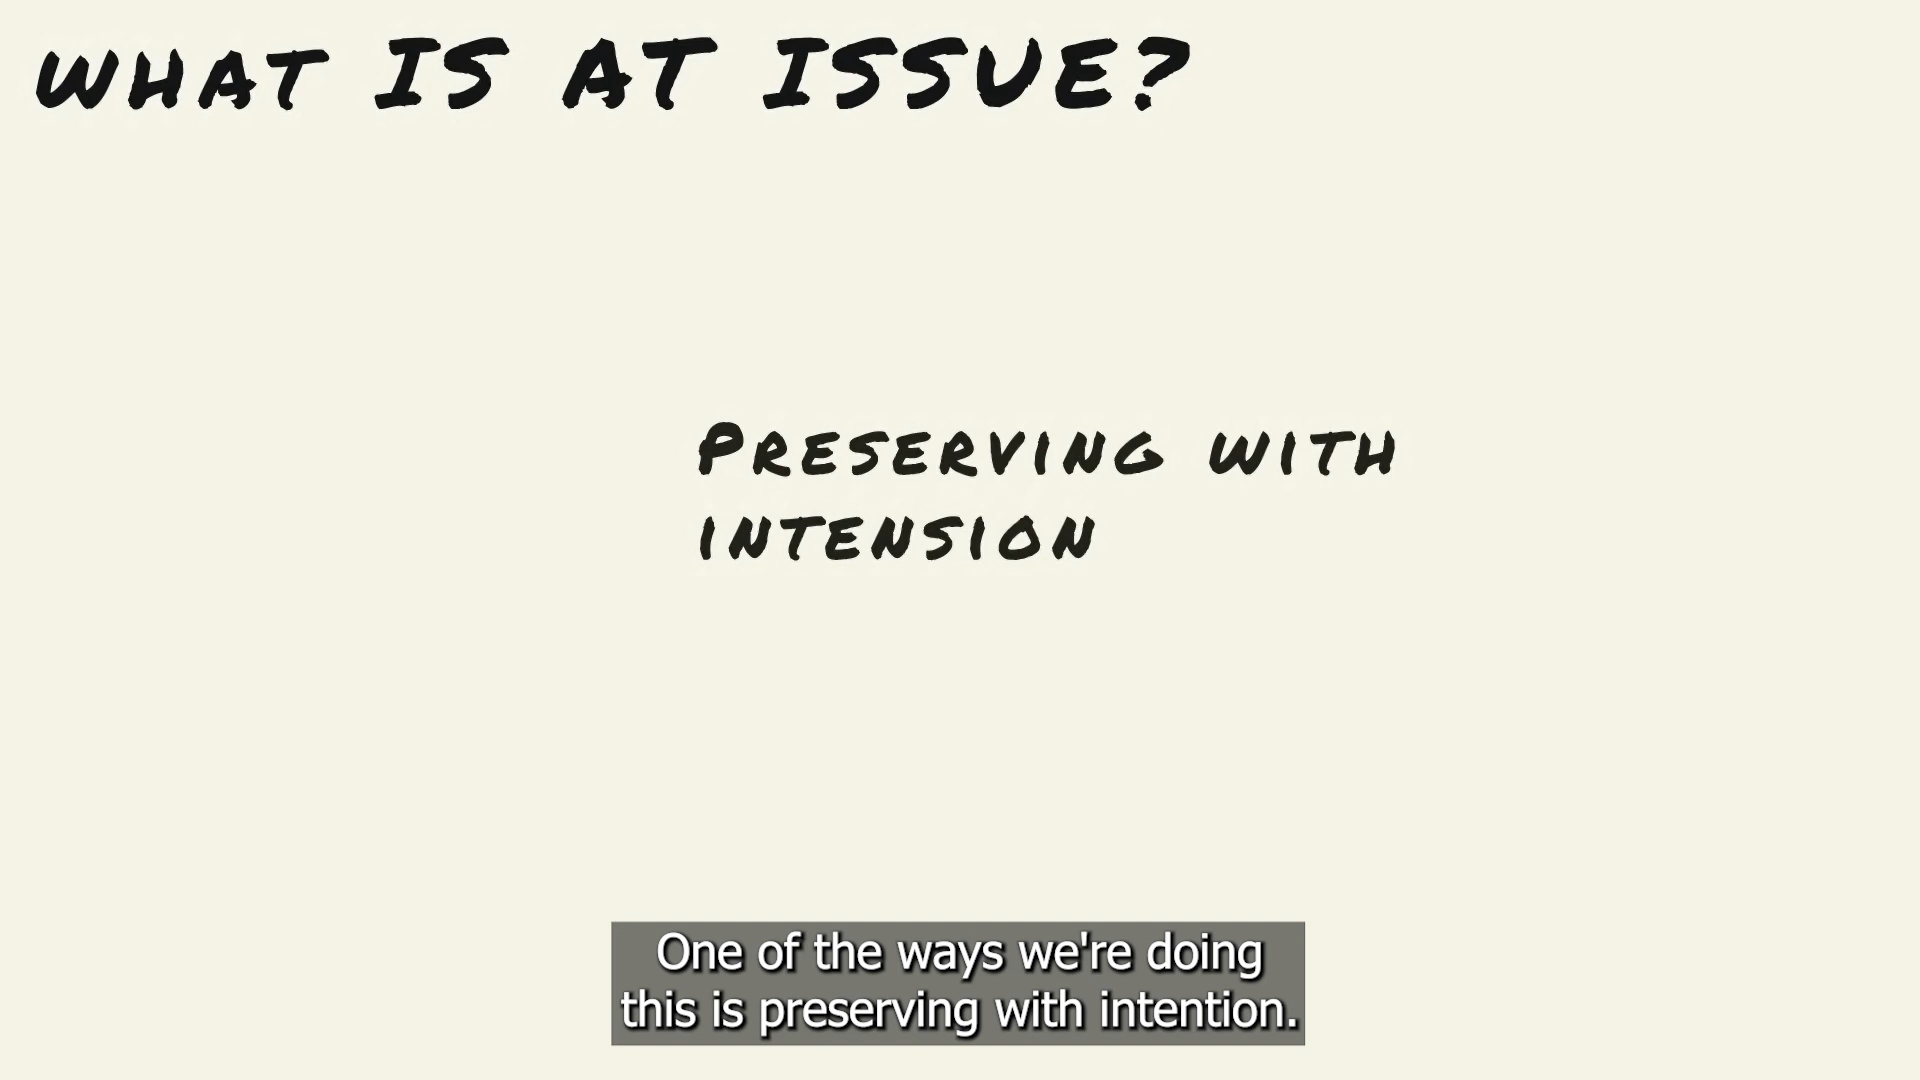 WHAT IS AT ISSUE?
PRESERVING WITH
INTENSION
One of the ways we're doing
this is preserving with intention.